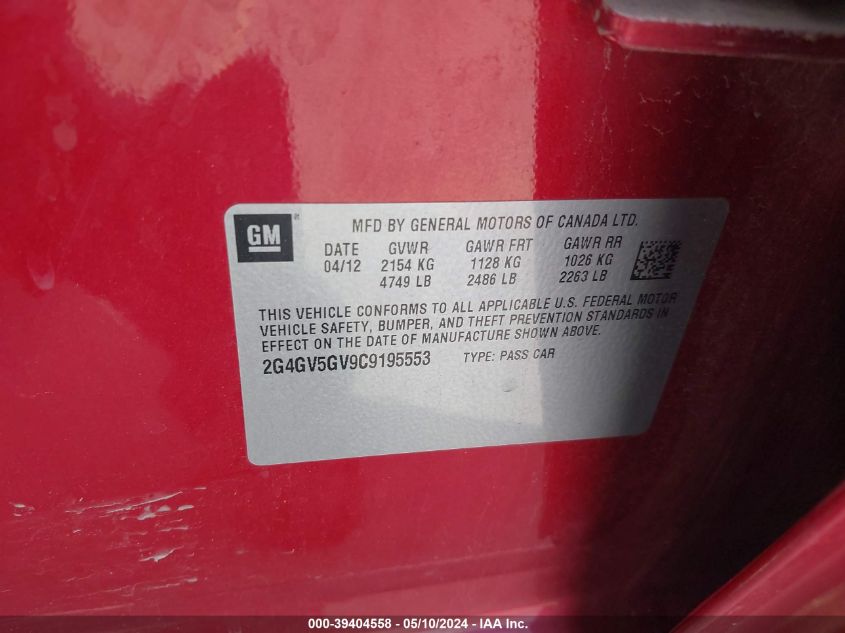 GM
MFD BY GENERAL MOTORS OF CANADA LTD.
DATE GVWR GAWR FRT GAWR RR
04/12 2154 KG 1128 KG 1026 KG
4749 LB 2486 LB 2263 LB
THIS VEHICLE CONFORMS TO ALL APPLICABLE U.S. FEDERAL MOTOR
VEHICLE SAFETY, BUMPER, AND THEFT PREVENTION STANDARDS IN
EFFECT ON THE DATE OF MANUFACTURE SHOWN ABOVE.
2G4GV5GV9C9195553 TYPE: PASS CAR
000-39404558 - 05/10/2024 - IAA Inc.